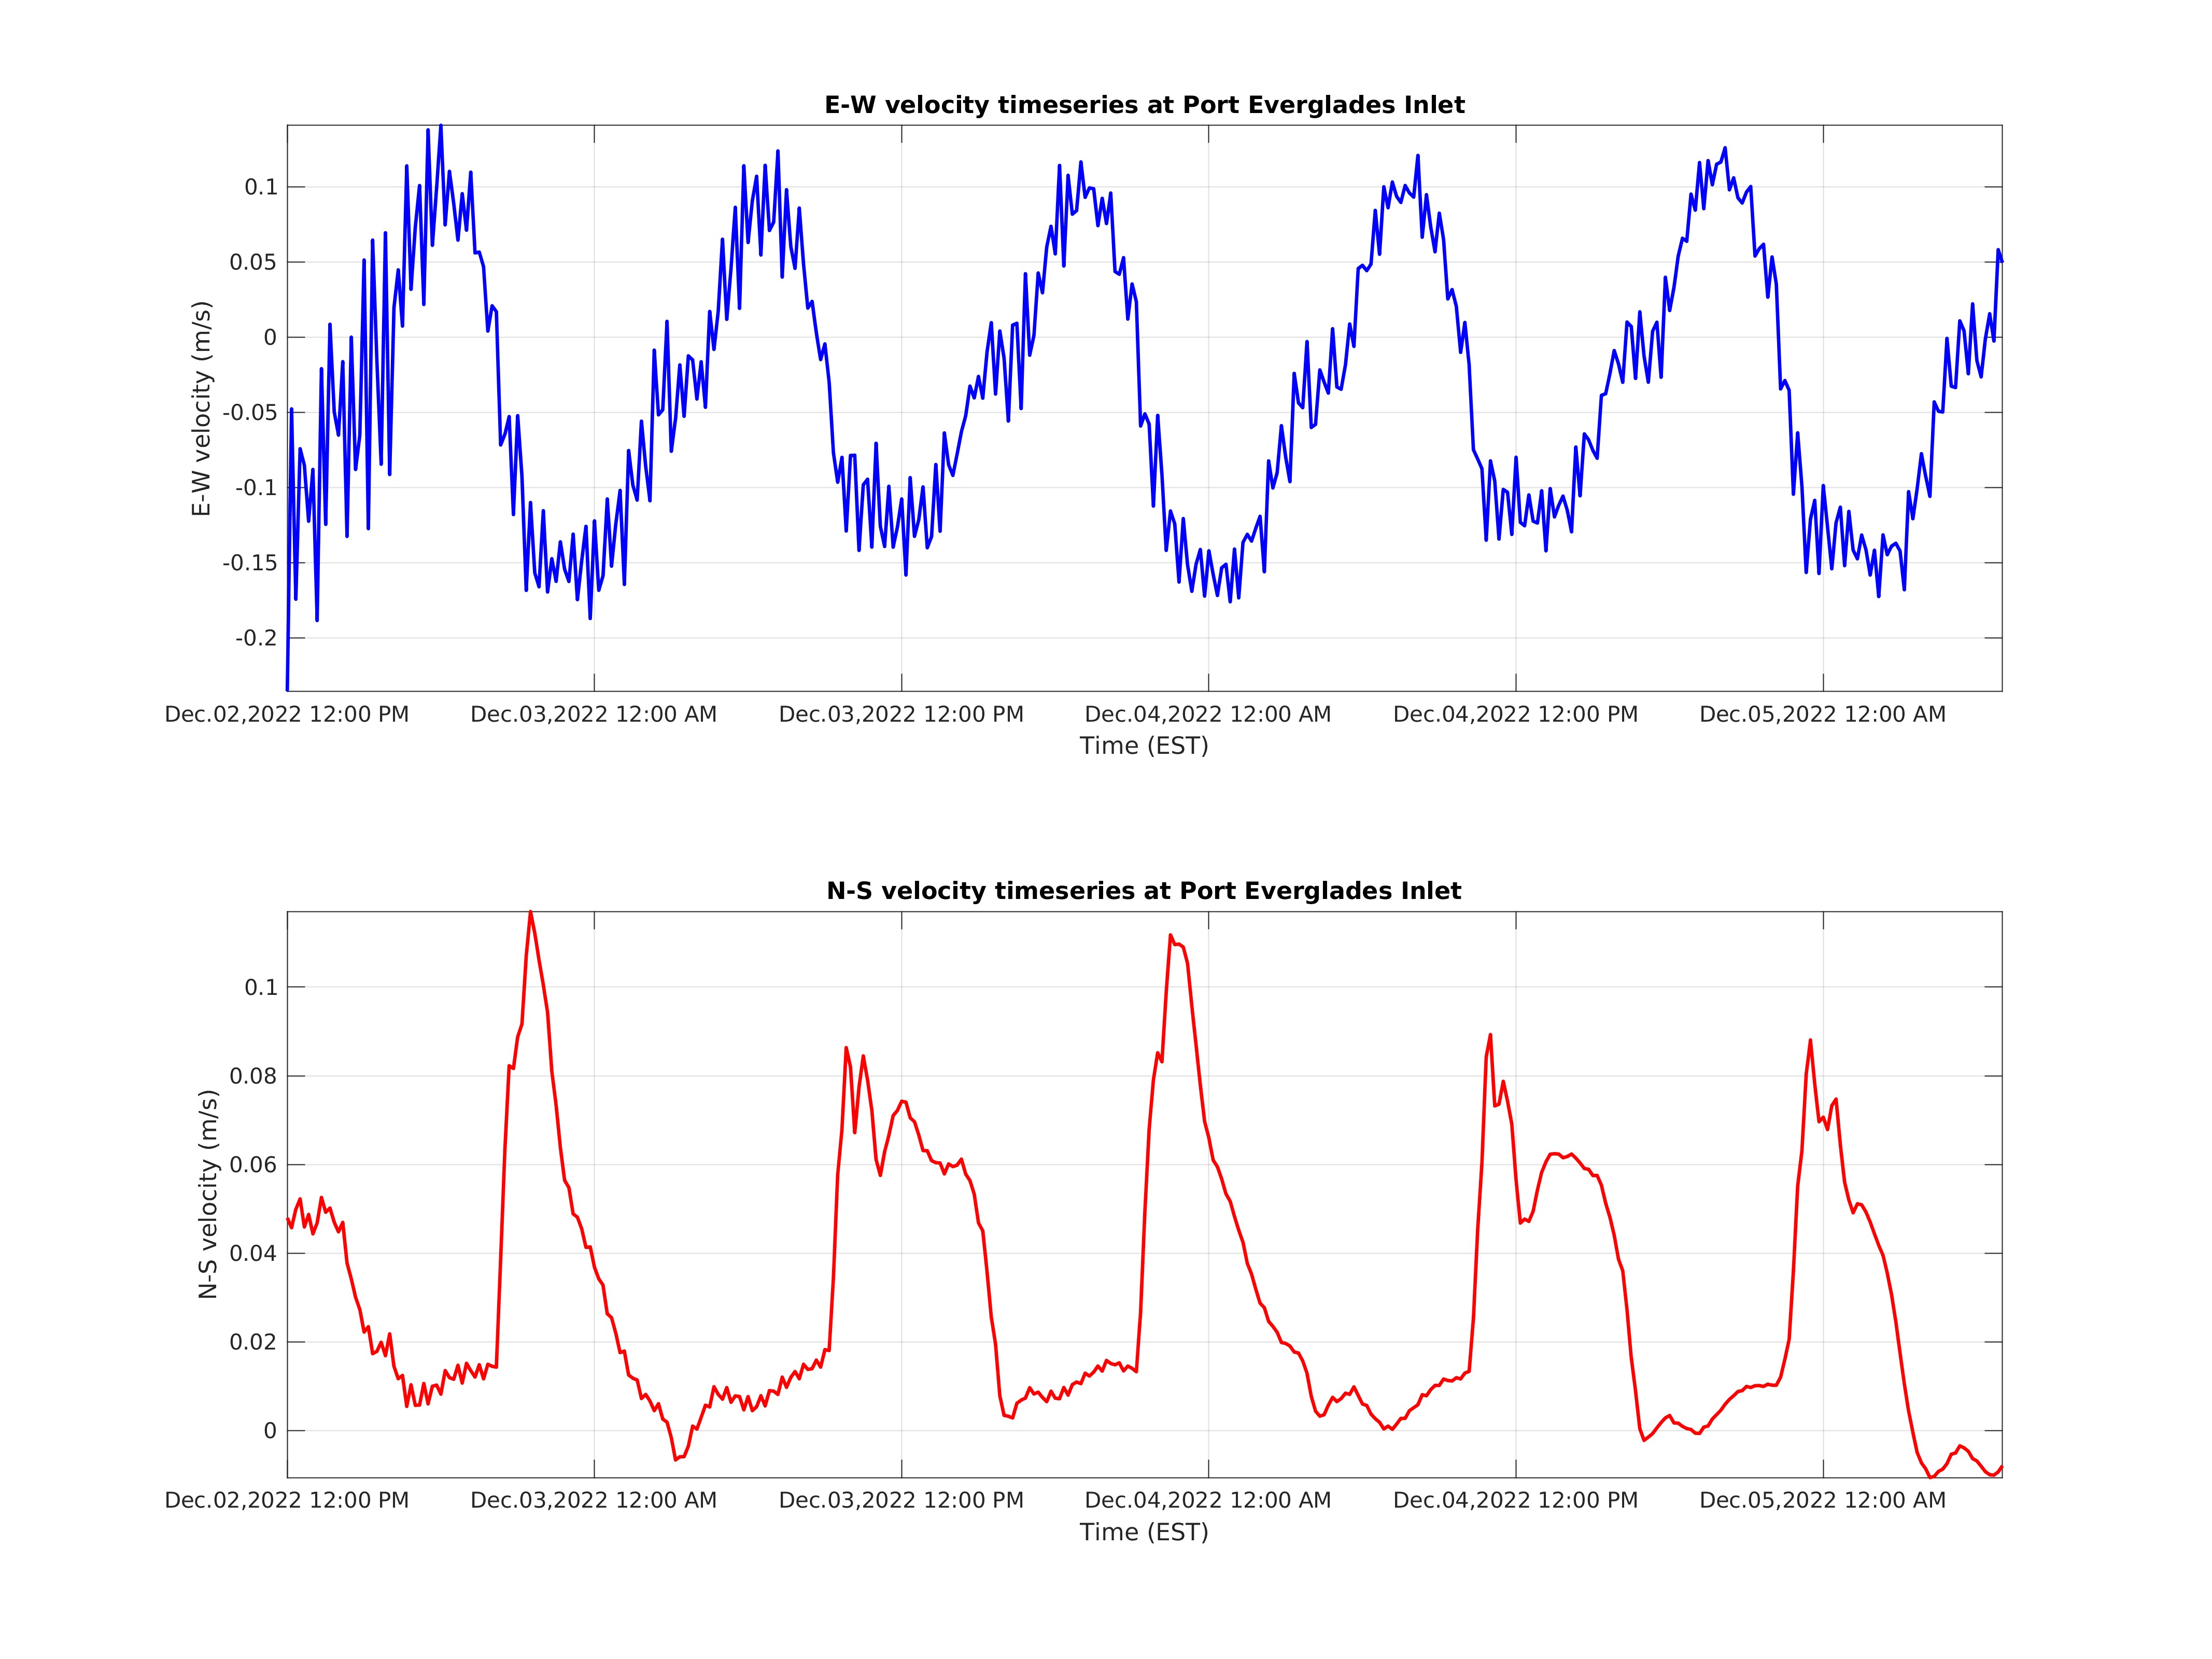 E-W velocity timeseries at Port Everglades Inlet
0.1
0.05
0
-0.05
-0.1
-0.15
-0.2
E-W velocity (m/s)
Dec.02,2022 12:00 PM Dec.03,2022 12:00 AM Dec.03,2022 12:00 PM Dec.04,2022 12:00 AM Dec.04,2022 12:00 PM Dec.05,2022 12:00 AM
Time (EST)
N-S velocity timeseries at Port Everglades Inlet
0.1
0.08
0.06
0.04
0.02
0
N-S velocity (m/s)
Dec.02,2022 12:00 PM Dec.03,2022 12:00 AM Dec.03,2022 12:00 PM Dec.04,2022 12:00 AM Dec.04,2022 12:00 PM Dec.05,2022 12:00 AM
Time (EST)